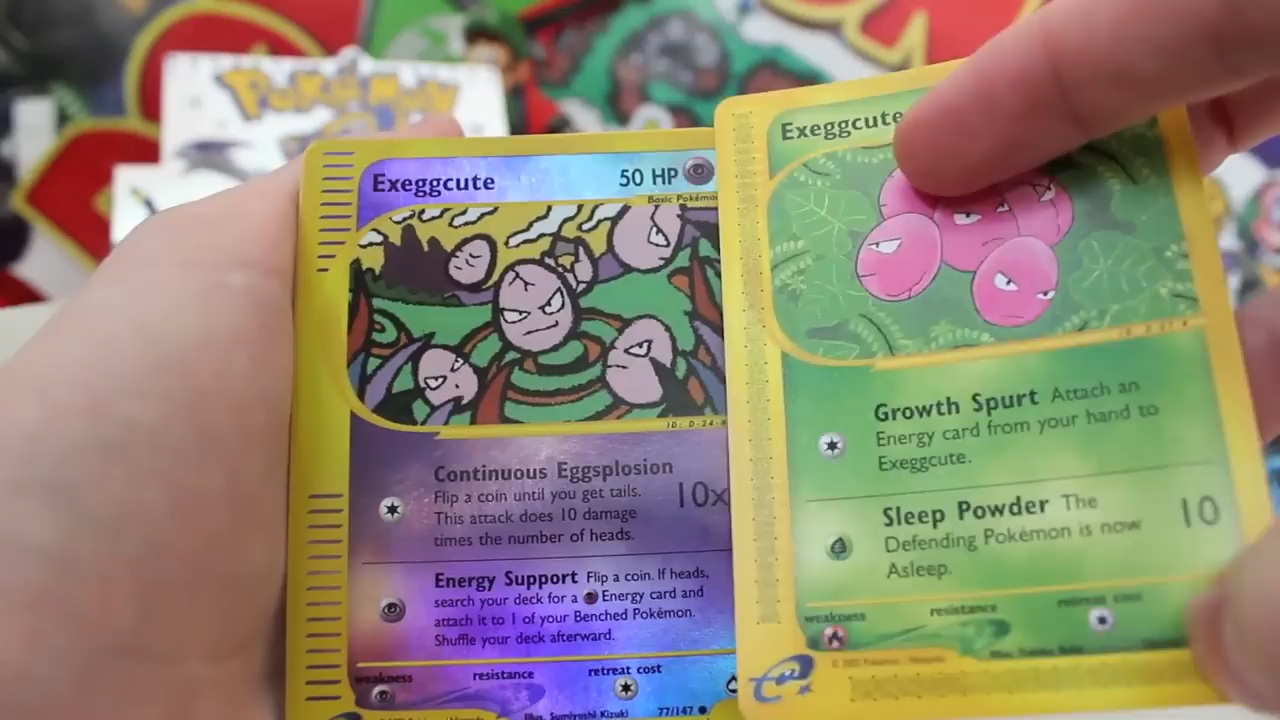 Pokémon
Exeggcute
50 HP
Basic Pokémon
ID: D-24-#
Continuous Eggsplosion
Flip a coin until you get tails.
This attack does 10 damage
times the number of heads.
10x
Energy Support Flip a coin. If heads,
search your deck for a Energy card and
attach it to 1 of your Benched Pokémon.
Shuffle your deck afterward.
weakness
resistance
retreat cost
Illus. Sumiyoshi Kizuki
77/147
Exeggcute
Growth Spurt Attach an
Energy card from your hand to
Exeggcute.
Sleep Powder The
Defending Pokémon is now
Asleep.
10
weakness
resistance
retreat cost
e